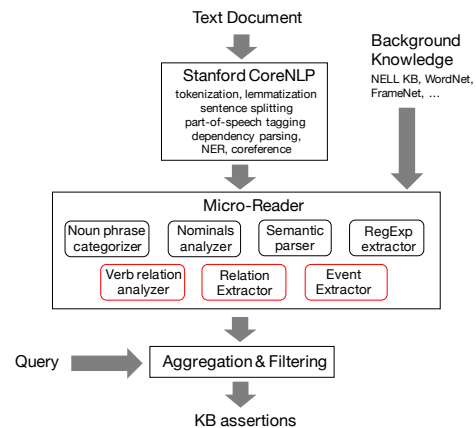 Text Document
Background
Knowledge
NELL KB, WordNet,
FrameNet, ...
Stanford CoreNLP
tokenization, lemmatization
sentence splitting
part-of-speech tagging
dependency parsing,
NER, coreference
Micro-Reader
Noun phrase
categorizer
Nominals
analyzer
Semantic
parser
RegExp
extractor
Verb relation
analyzer
Relation
Extractor
Event
Extractor
Query
Aggregation & Filtering
KB assertions